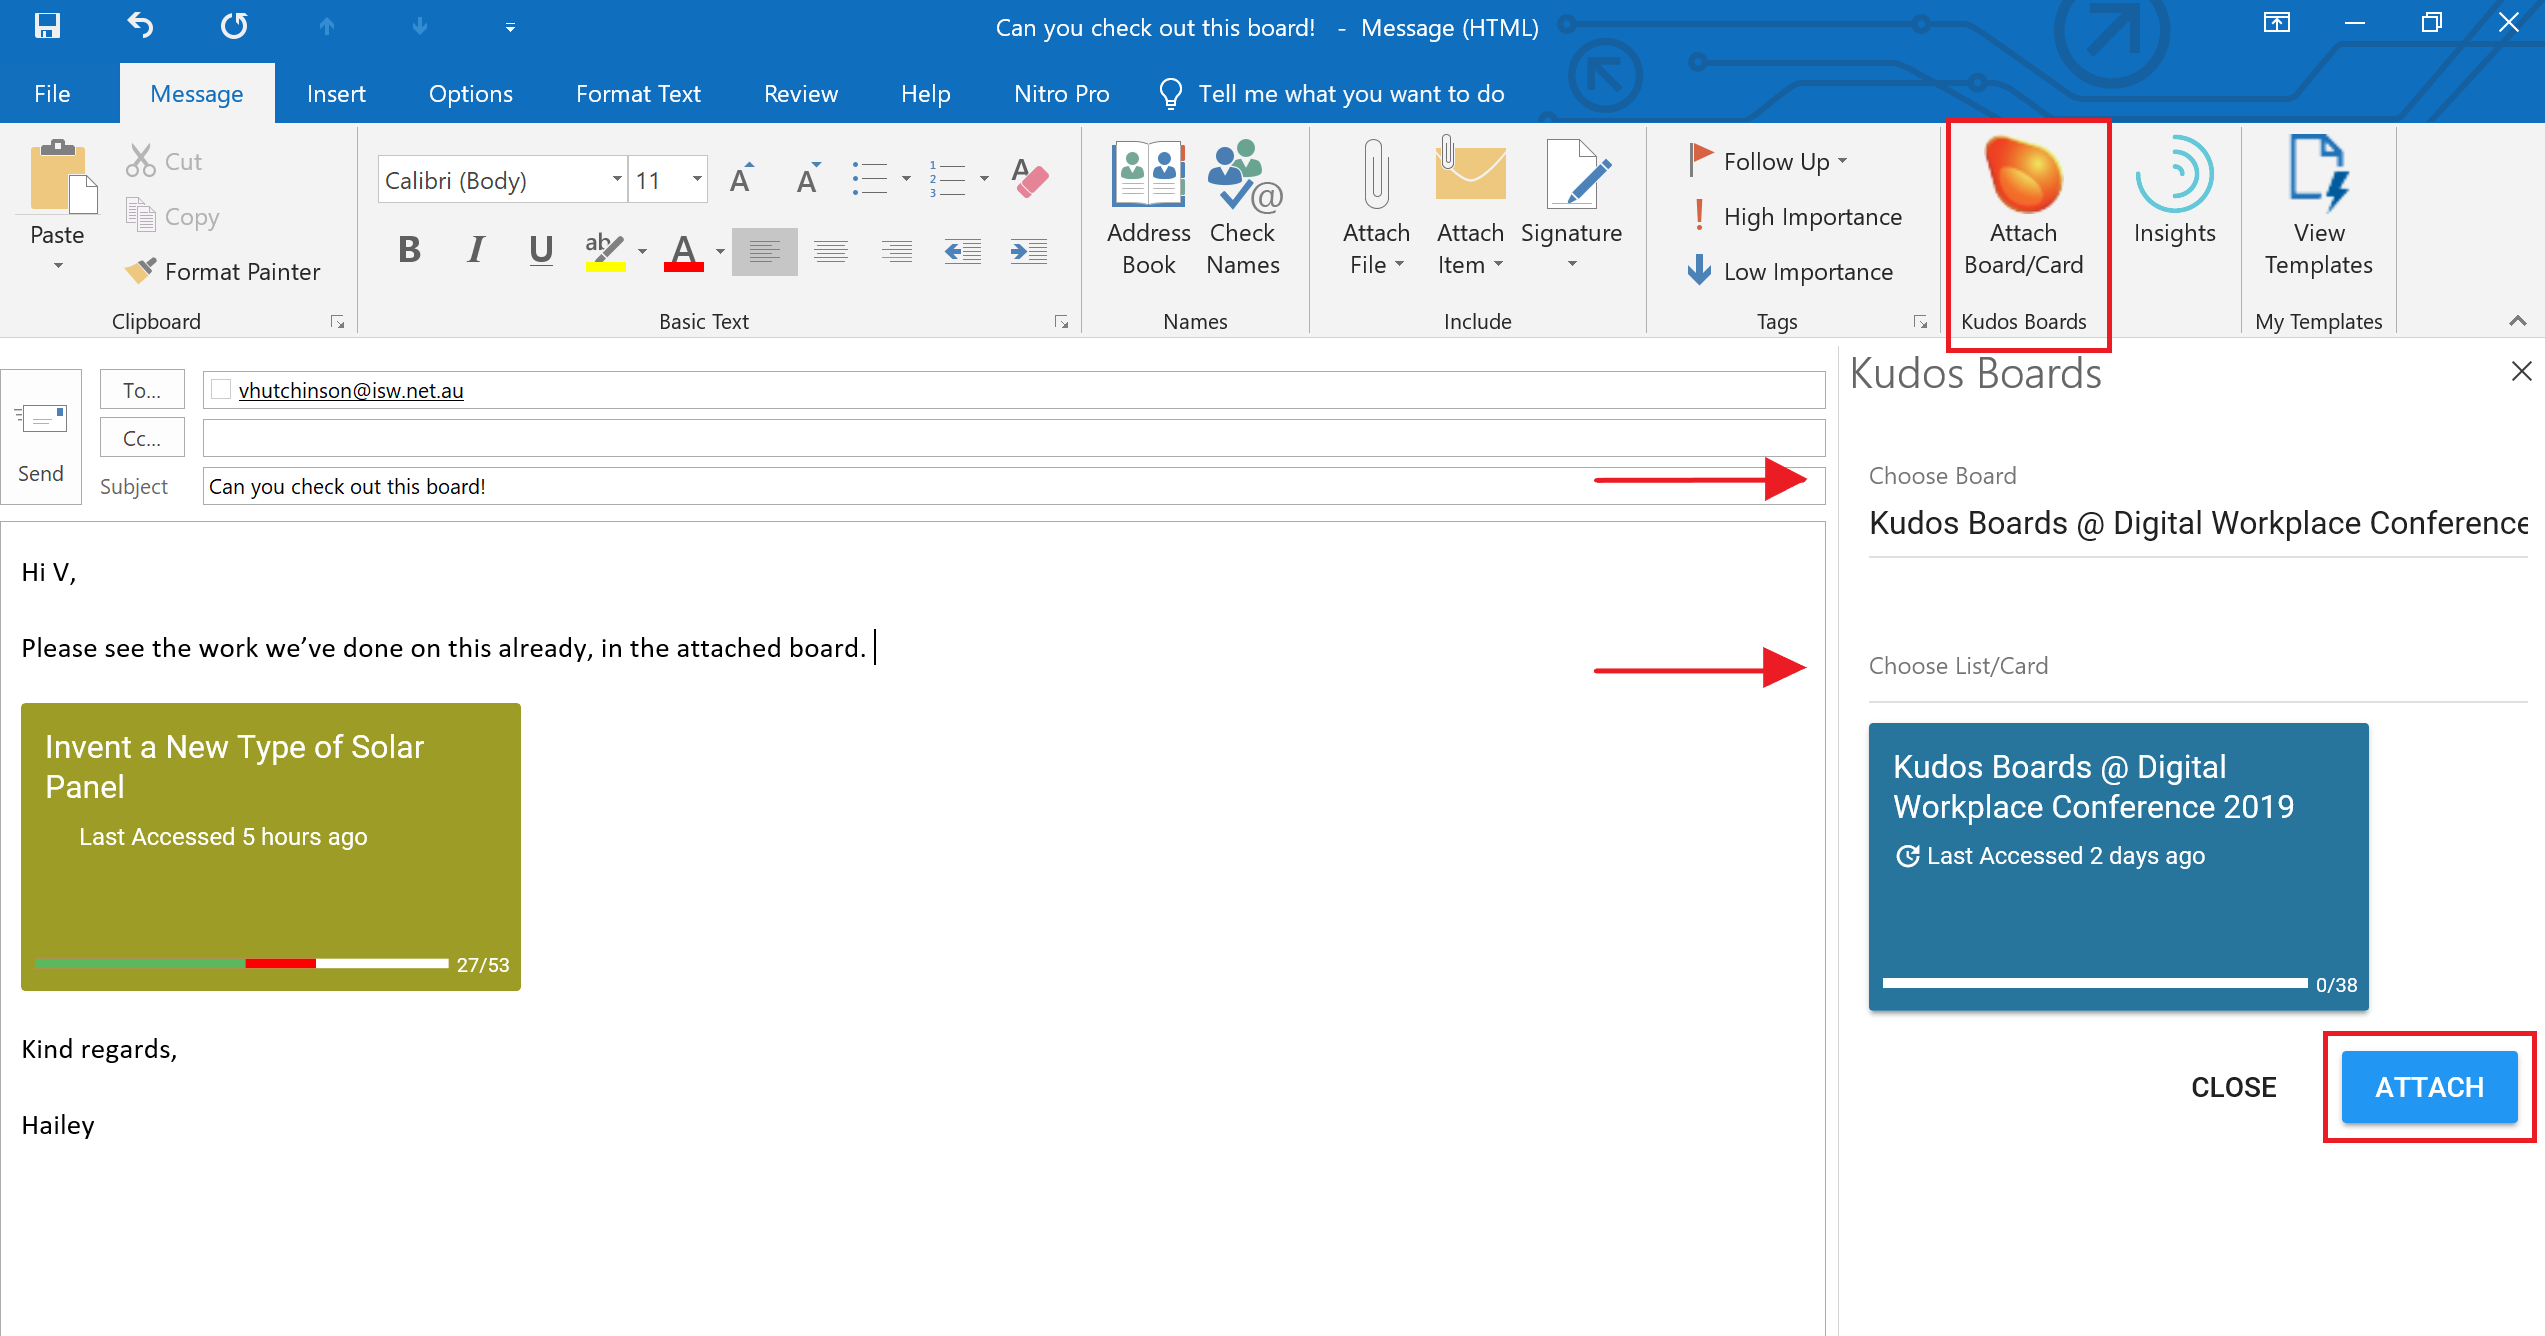 Can you check out this board! - Message (HTML)
File Message Insert Options Format Text Review Help Nitro Pro Tell me what you want to do
Paste
Cut
Copy
Format Painter
Clipboard
Calibri (Body) 11
Basic Text
Address Book
Check Names
Names
Attach File
Attach Item
Signature
Include
Follow Up
High Importance
Low Importance
Tags
Attach Board/Card
Kudos Boards
Insights
View Templates
My Templates
Send
To...
vhutchinson@isw.net.au
Cc...
Subject
Can you check out this board!
Hi V,
Please see the work we’ve done on this already, in the attached board.
Invent a New Type of Solar
Panel
Last Accessed 5 hours ago
27/53
Kind regards,
Hailey
Kudos Boards
Choose Board
Kudos Boards @ Digital Workplace Conference
Choose List/Card
Kudos Boards @ Digital
Workplace Conference 2019
Last Accessed 2 days ago
0/38
CLOSE
ATTACH